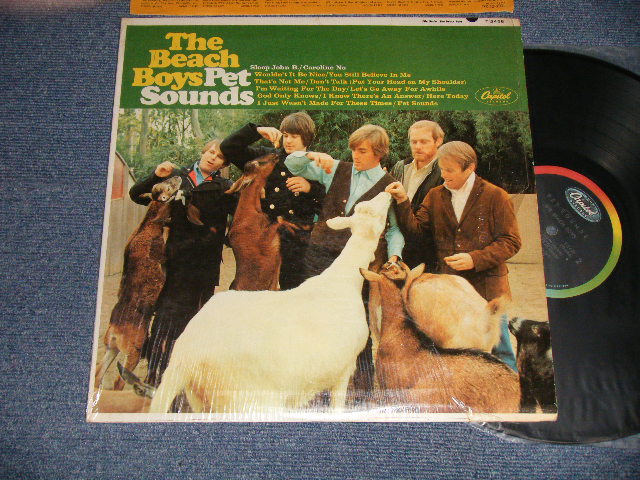 The
Beach
Boys Pet
Sounds
Sloop John B./Caroline No
Wouldn't It Be Nice/You Still Believe In Me
That's Not Me/Don't Talk (Put Your Head on My Shoulder)
I'm Waiting For The Day/Let's Go Away For Awhile
God Only Knows/I Know There's An Answer/Here Today
I Just Wasn't Made For These Times/Pet Sounds
Capitol
Capitol